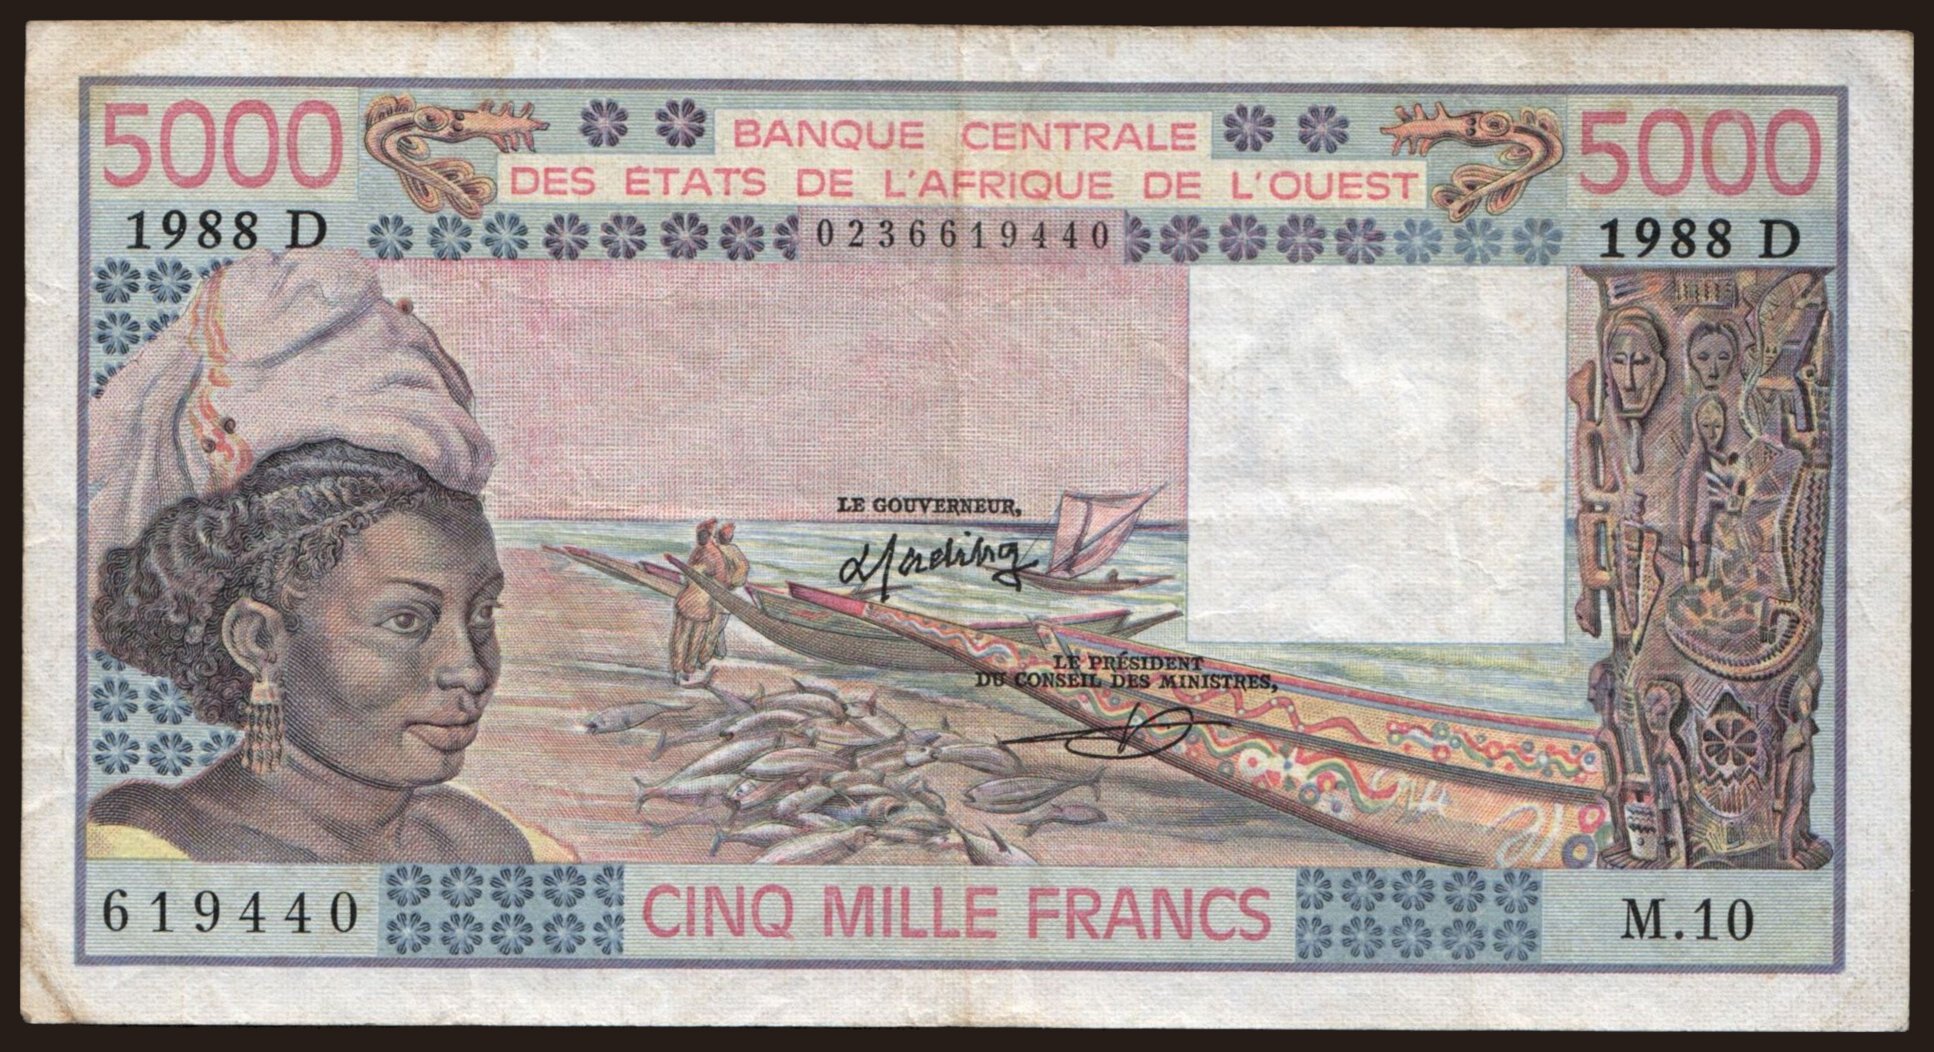 5000
BANQUE CENTRALE
5000
DES ÉTATS DE L'AFRIQUE DE L'OUEST
1988 D
0236619440
1988 D
LE GOUVERNEUR,
LE PRÉSIDENT
DU CONSEIL DES MINISTRES,
619440
CINQ MILLE FRANCS
M.10